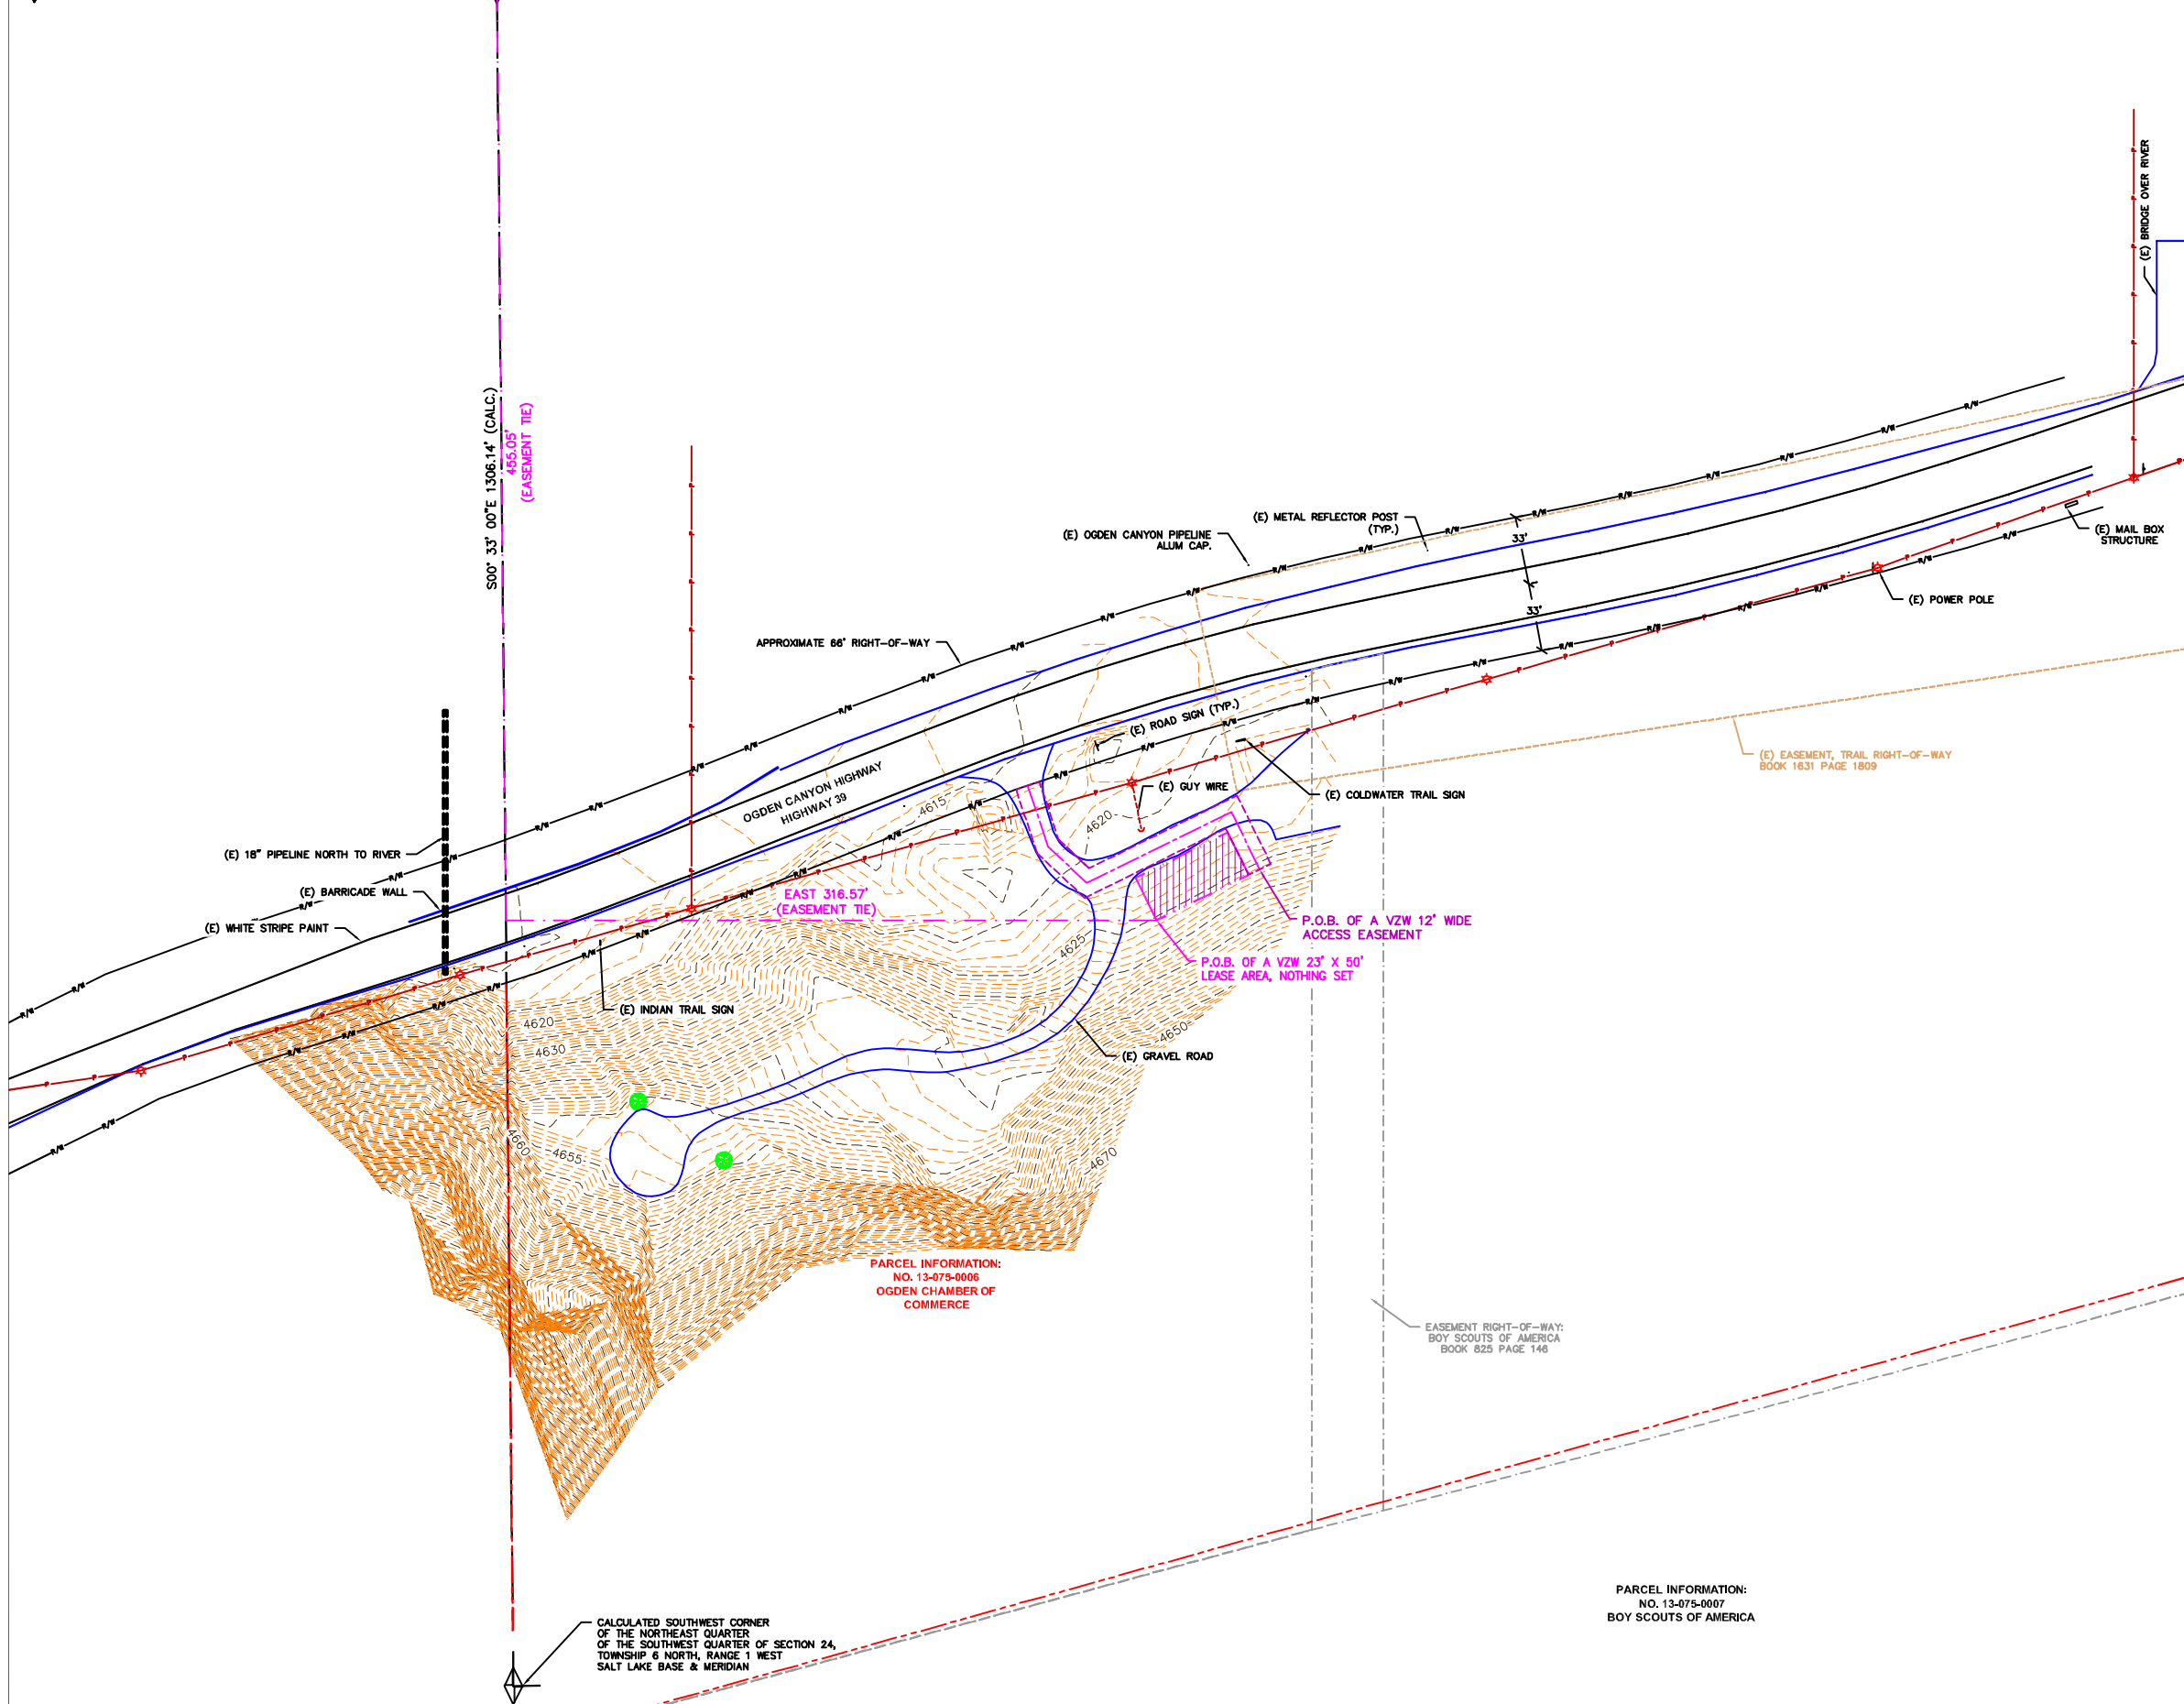 (E) BRIDGE OVER RIVER
S00° 33' 00"E 1306.14' (CALC.)
455.05'
(EASEMENT TIE)
(E) METAL REFLECTOR POST
(TYP.)
(E) OGDEN CANYON PIPELINE
ALUM CAP.
33'
33'
(E) MAIL BOX
STRUCTURE
(E) POWER POLE
APPROXIMATE 66' RIGHT-OF-WAY
(E) ROAD SIGN (TYP.)
(E) EASEMENT, TRAIL RIGHT-OF-WAY
BOOK 1631 PAGE 1809
OGDEN CANYON HIGHWAY
HIGHWAY 39
(E) GUY WIRE
(E) COLDWATER TRAIL SIGN
4615
4620
(E) 18" PIPELINE NORTH TO RIVER
(E) BARRICADE WALL
(E) WHITE STRIPE PAINT
EAST 316.57'
(EASEMENT TIE)
P.O.B. OF A VZW 12' WIDE
ACCESS EASEMENT
4625
P.O.B. OF A VZW 23' X 50'
LEASE AREA, NOTHING SET
(E) INDIAN TRAIL SIGN
4620
4630
4650
(E) GRAVEL ROAD
4660
4655
4670
PARCEL INFORMATION:
NO. 13-075-0006
OGDEN CHAMBER OF
COMMERCE
EASEMENT RIGHT-OF-WAY:
BOY SCOUTS OF AMERICA
BOOK 825 PAGE 146
PARCEL INFORMATION:
NO. 13-075-0007
BOY SCOUTS OF AMERICA
CALCULATED SOUTHWEST CORNER
OF THE NORTHEAST QUARTER
OF THE SOUTHWEST QUARTER OF SECTION 24,
TOWNSHIP 6 NORTH, RANGE 1 WEST
SALT LAKE BASE & MERIDIAN